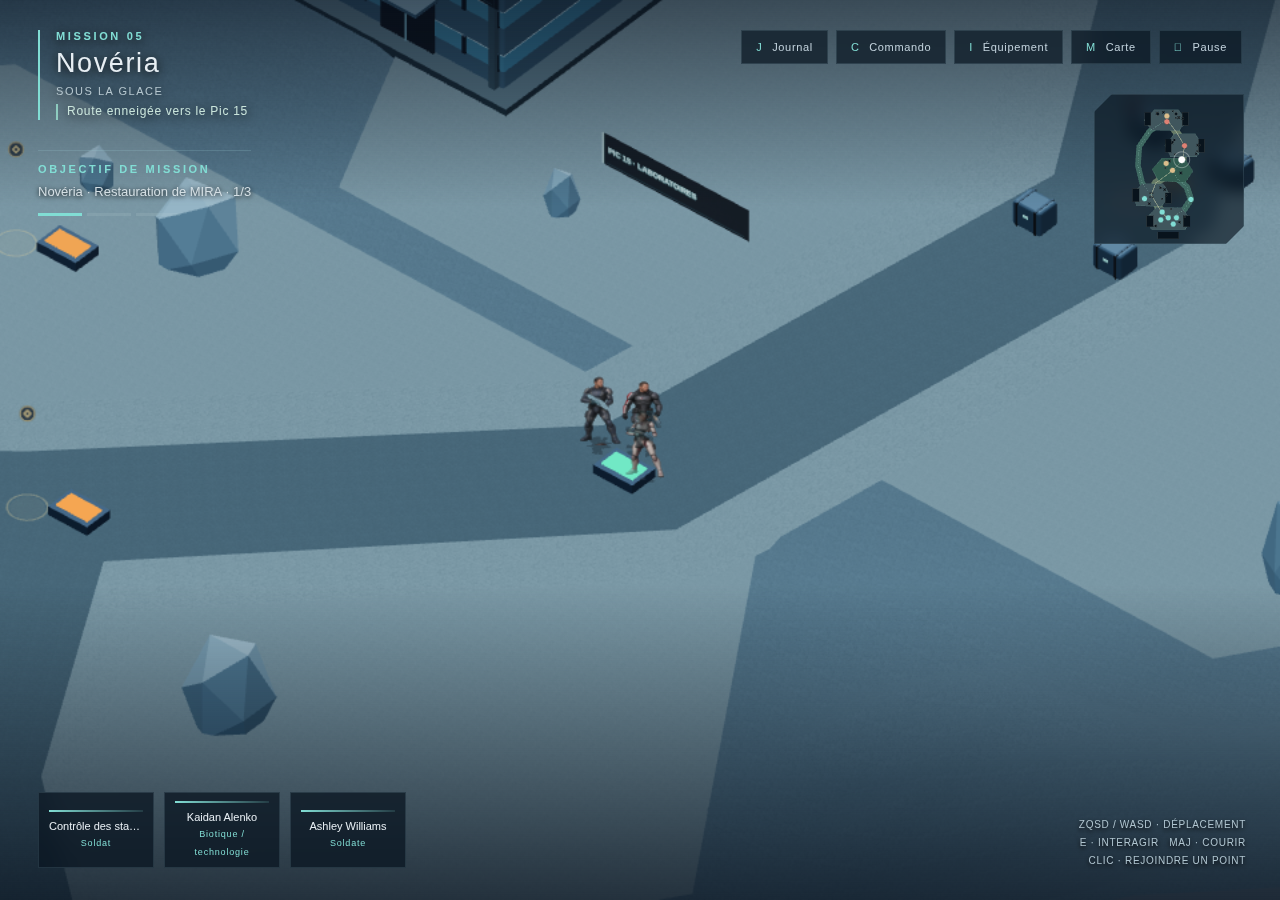 MISSION 05
Novéria
SOUS LA GLACE
Route enneigée vers le Pic 15
OBJECTIF DE MISSION
Novéria · Restauration de MIRA · 1/3
J Journal
C Commando
I Équipement
M Carte
Pause
PIC 15 · LABORATOIRES
Contrôle des sta…
Soldat
Kaidan Alenko
Biotique /
technologie
Ashley Williams
Soldate
ZQSD / WASD · DÉPLACEMENT
E · INTERAGIR MAJ · COURIR
CLIC · REJOINDRE UN POINT